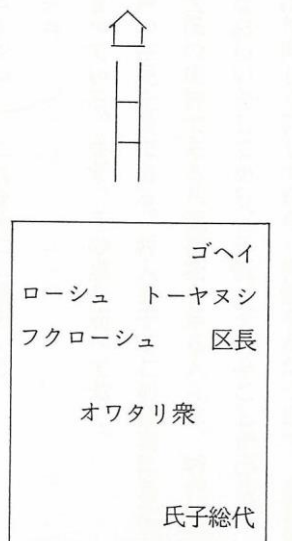 ゴヘイ
ローシュ トーヤヌシ
フクローシュ 区長
オワタリ衆
氏子総代